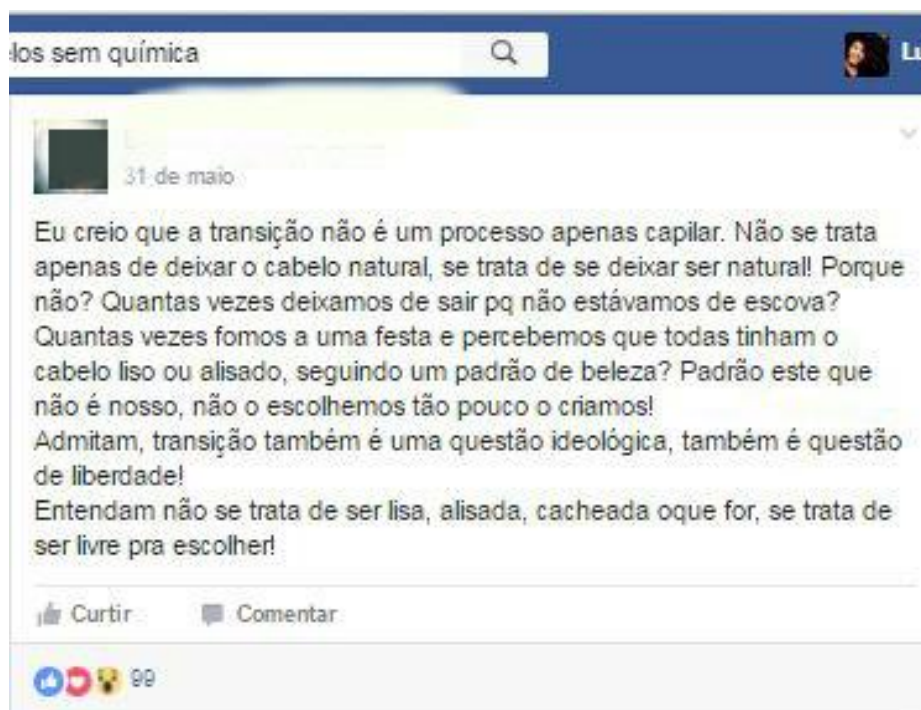 los sem química
Lu
31 de maio
Eu creio que a transição não é um processo apenas capilar. Não se trata
apenas de deixar o cabelo natural, se trata de se deixar ser natural! Porque
não? Quantas vezes deixamos de sair pq não estávamos de escova?
Quantas vezes fomos a uma festa e percebemos que todas tinham o
cabelo liso ou alisado, seguindo um padrão de beleza? Padrão este que
não é nosso, não o escolhemos tão pouco o criamos!
Admitam, transição também é uma questão ideológica, também é questão
de liberdade!
Entendam não se trata de ser lisa, alisada, cacheada oque for, se trata de
ser livre pra escolher!
Curtir Comentar
99